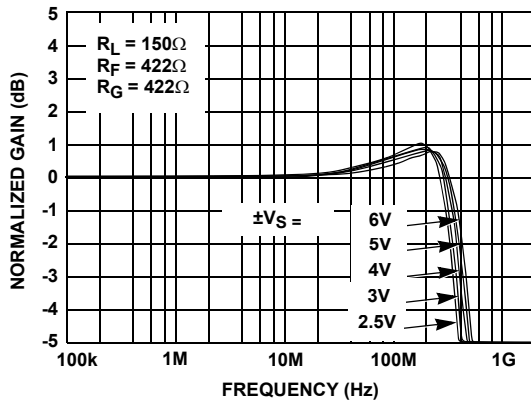 NORMALIZED GAIN (dB)
5
4
3
2
1
0
-1
-2
-3
-4
-5
R_L = 150Ω
R_F = 422Ω
R_G = 422Ω
±V_S =
6V
5V
4V
3V
2.5V
100k 1M 10M 100M 1G
FREQUENCY (Hz)